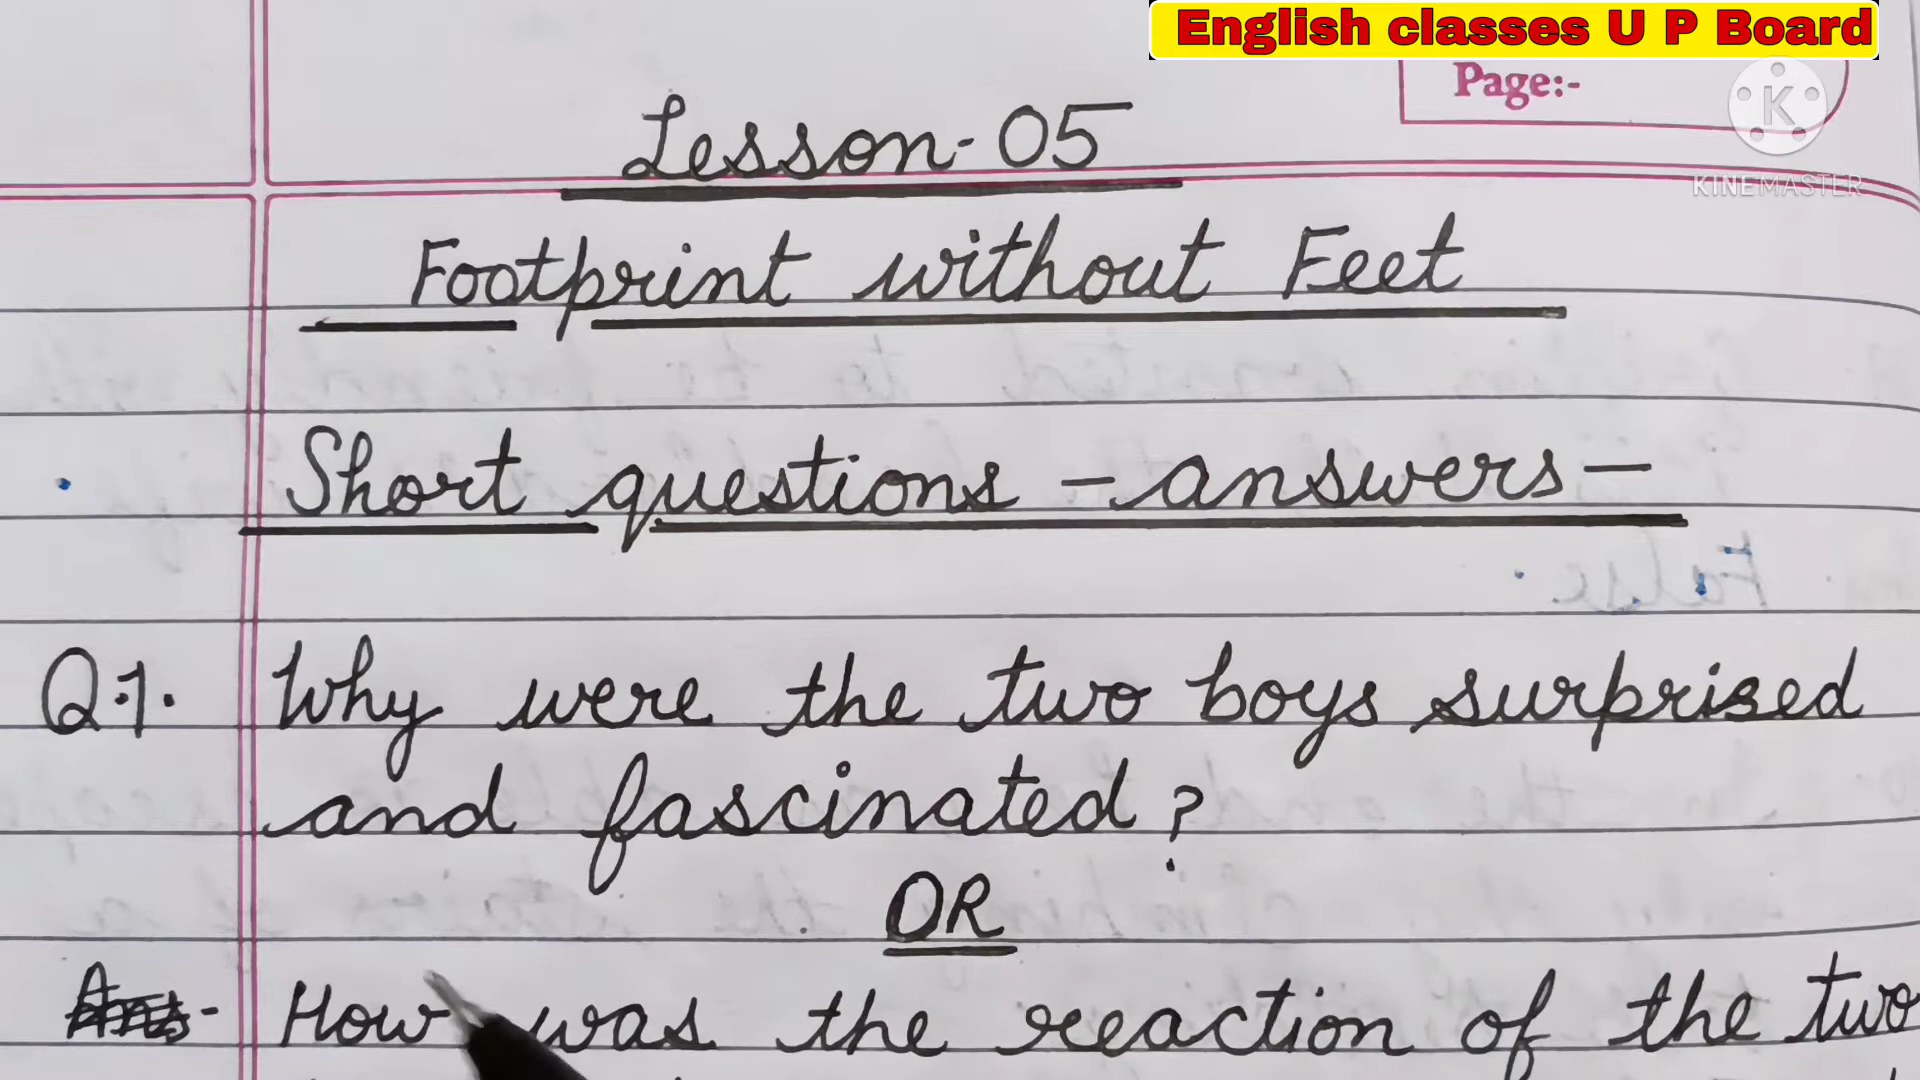 English classes U P Board
Page:-
K
KINEMASTER
Lesson-05
Footprint without Feet
Short questions - answers -
Q.1. Why were the two boys surprised
and fascinated?
OR
How was the reaction of the two